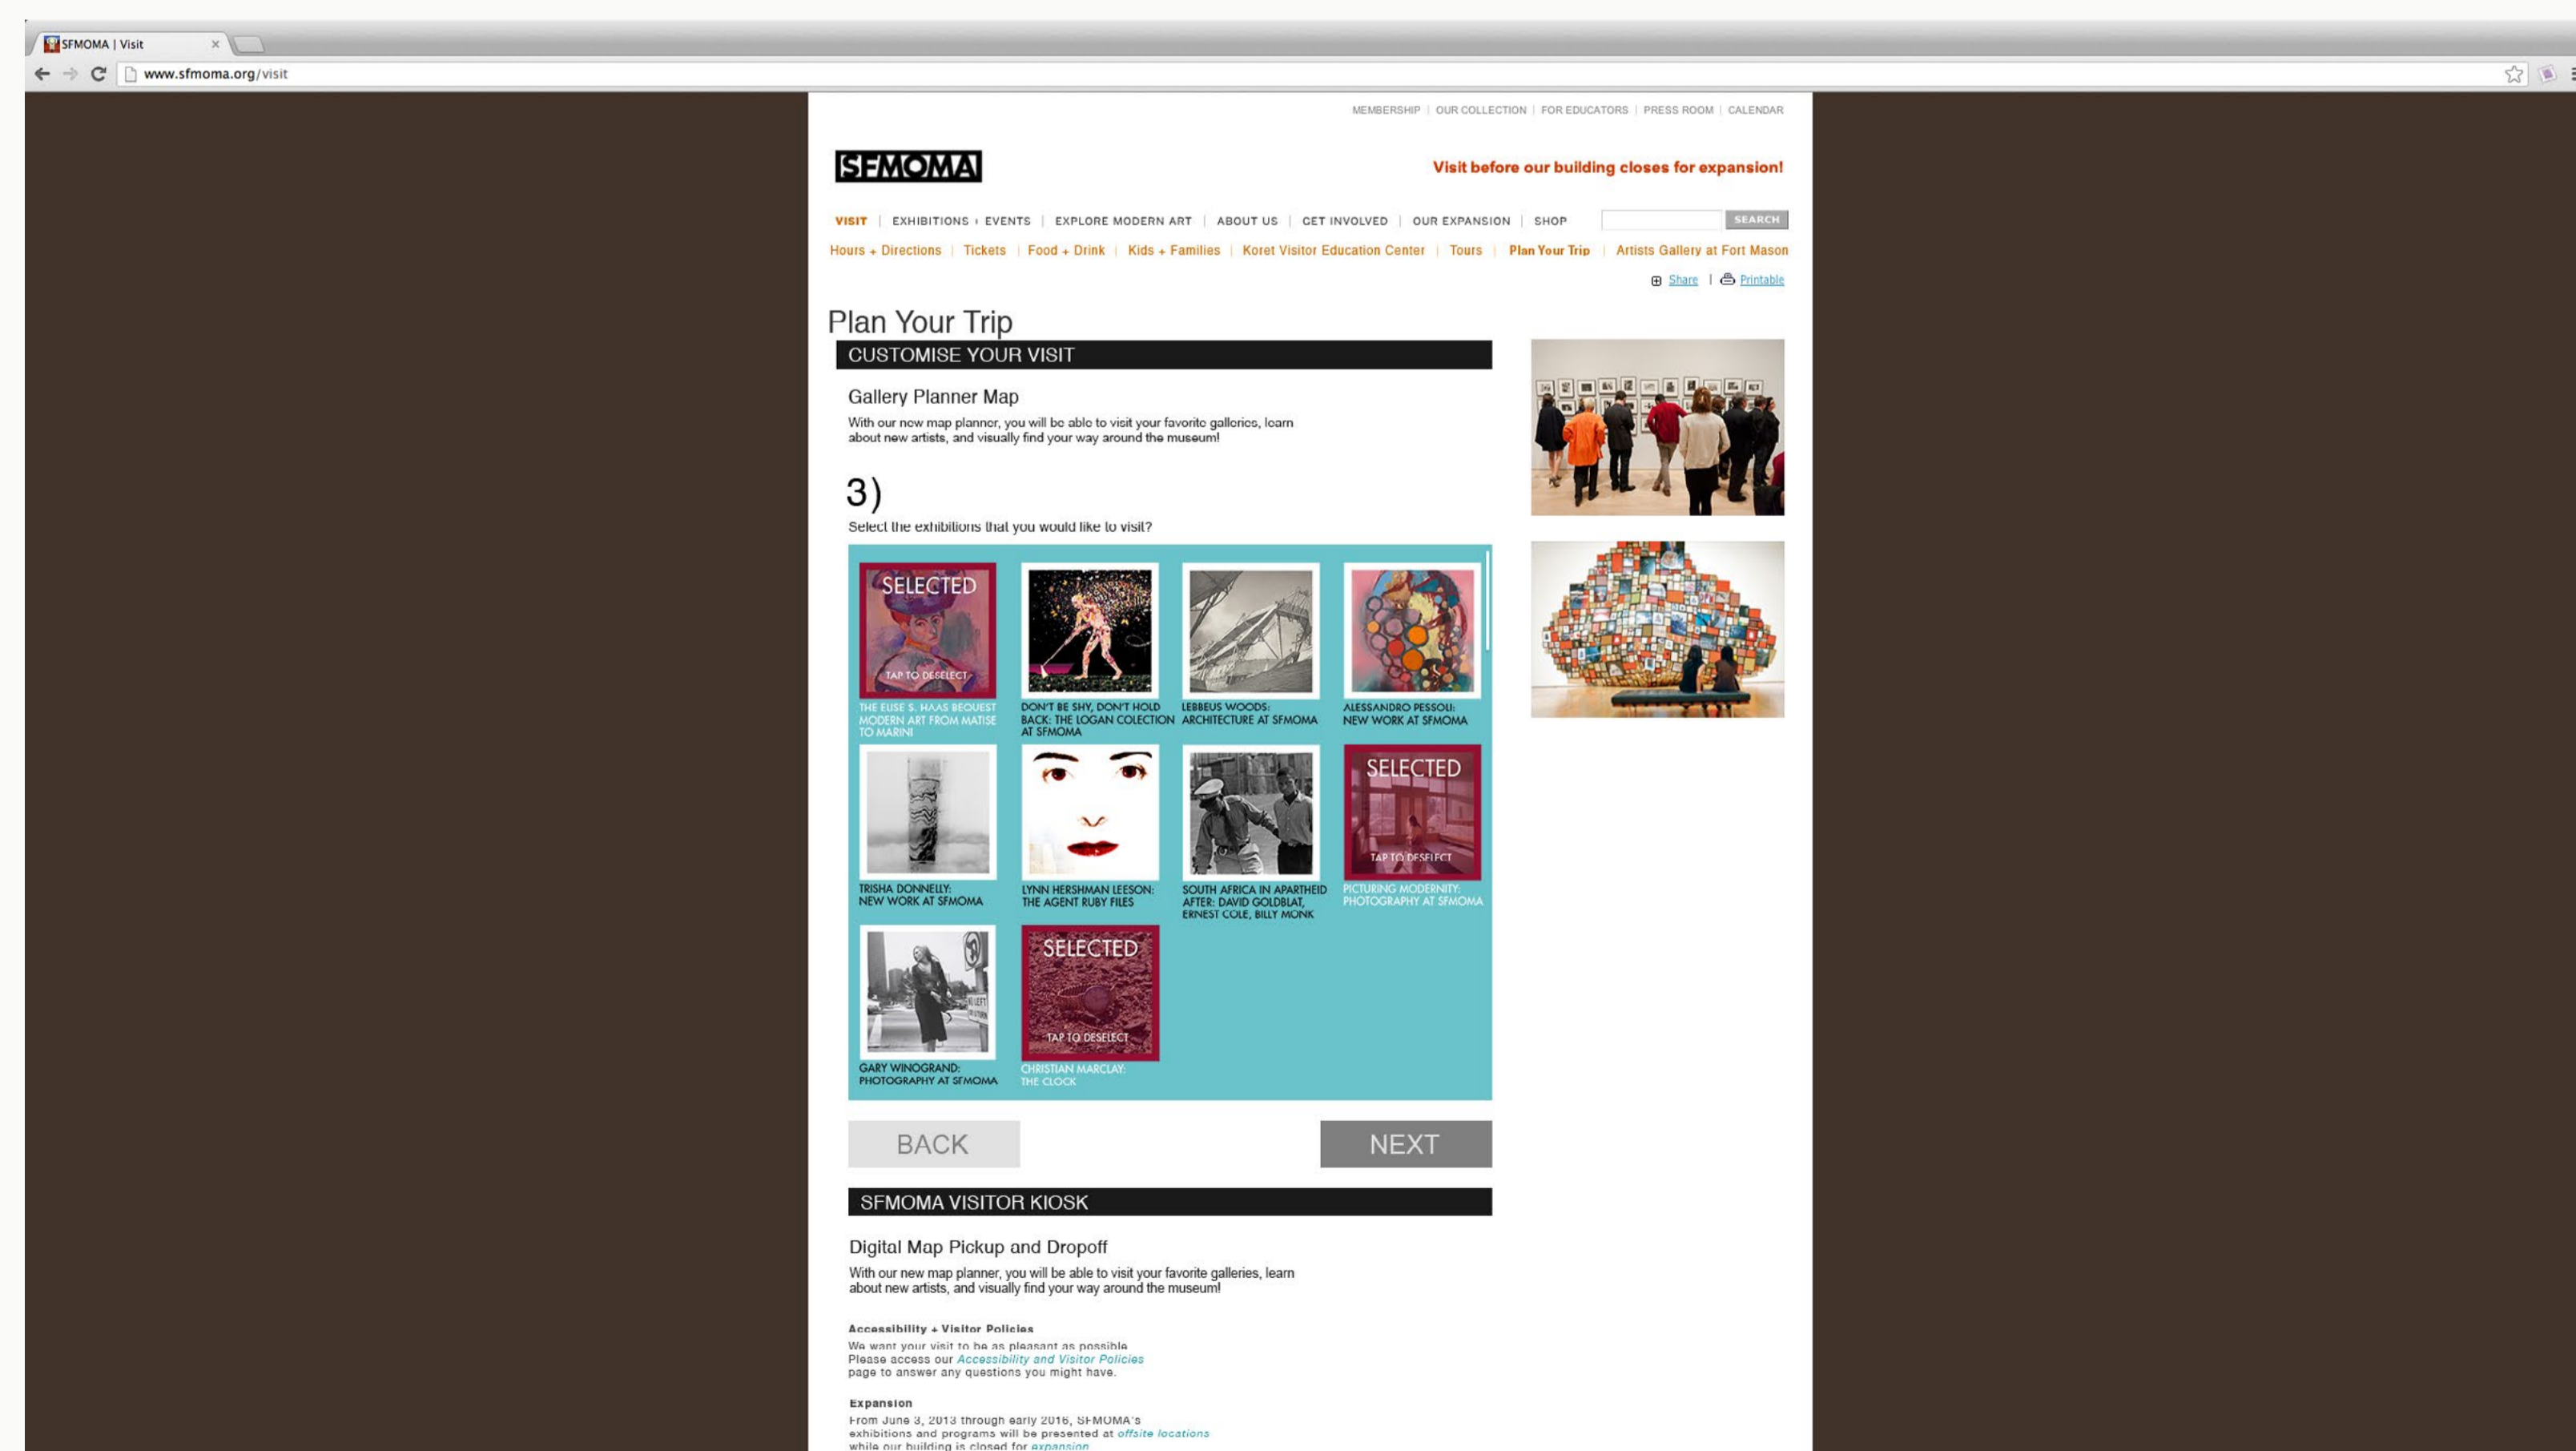 SFMOMA | Visit
www.sfmoma.org/visit
MEMBERSHIP | OUR COLLECTION | FOR EDUCATORS | PRESS ROOM | CALENDAR
SFMOMA
Visit before our building closes for expansion!
VISIT | EXHIBITIONS + EVENTS | EXPLORE MODERN ART | ABOUT US | GET INVOLVED | OUR EXPANSION | SHOP
SEARCH
Hours + Directions | Tickets | Food + Drink | Kids + Families | Koret Visitor Education Center | Tours | Plan Your Trip | Artists Gallery at Fort Mason
Share | Printable
Plan Your Trip
CUSTOMISE YOUR VISIT
Gallery Planner Map
With our new map planner, you will be able to visit your favorite galleries, learn
about new artists, and visually find your way around the museum!
3)
Select the exhibitions that you would like to visit?
SELECTED
TAP TO DESELECT
THE ELISE S. HAAS BEQUEST
MODERN ART FROM MATISE
TO MARINI
DON'T BE SHY, DON'T HOLD
BACK: THE LOGAN COLECTION
AT SFMOMA
LEBBEUS WOODS:
ARCHITECTURE AT SFMOMA
ALESSANDRO PESSOLI:
NEW WORK AT SFMOMA
TRISHA DONNELLY:
NEW WORK AT SFMOMA
LYNN HERSHMAN LEESON:
THE AGENT RUBY FILES
SOUTH AFRICA IN APARTHEID
AFTER: DAVID GOLDBLAT,
ERNEST COLE, BILLY MONK
SELECTED
TAP TO DESELECT
PICTURING MODERNITY:
PHOTOGRAPHY AT SFMOMA
NO LEFT
GARY WINOGRAND:
PHOTOGRAPHY AT SFMOMA
SELECTED
TAP TO DESELECT
CHRISTIAN MARCLAY:
THE CLOCK
BACK
NEXT
SFMOMA VISITOR KIOSK
Digital Map Pickup and Dropoff
With our new map planner, you will be able to visit your favorite galleries, learn
about new artists, and visually find your way around the museum!
Accessibility + Visitor Policies
We want your visit to be as pleasant as possible
Please access our Accessibility and Visitor Policies
page to answer any questions you might have.
Expansion
From June 3, 2013 through early 2016, SFMOMA's
exhibitions and programs will be presented at offsite locations
while our building is closed for expansion